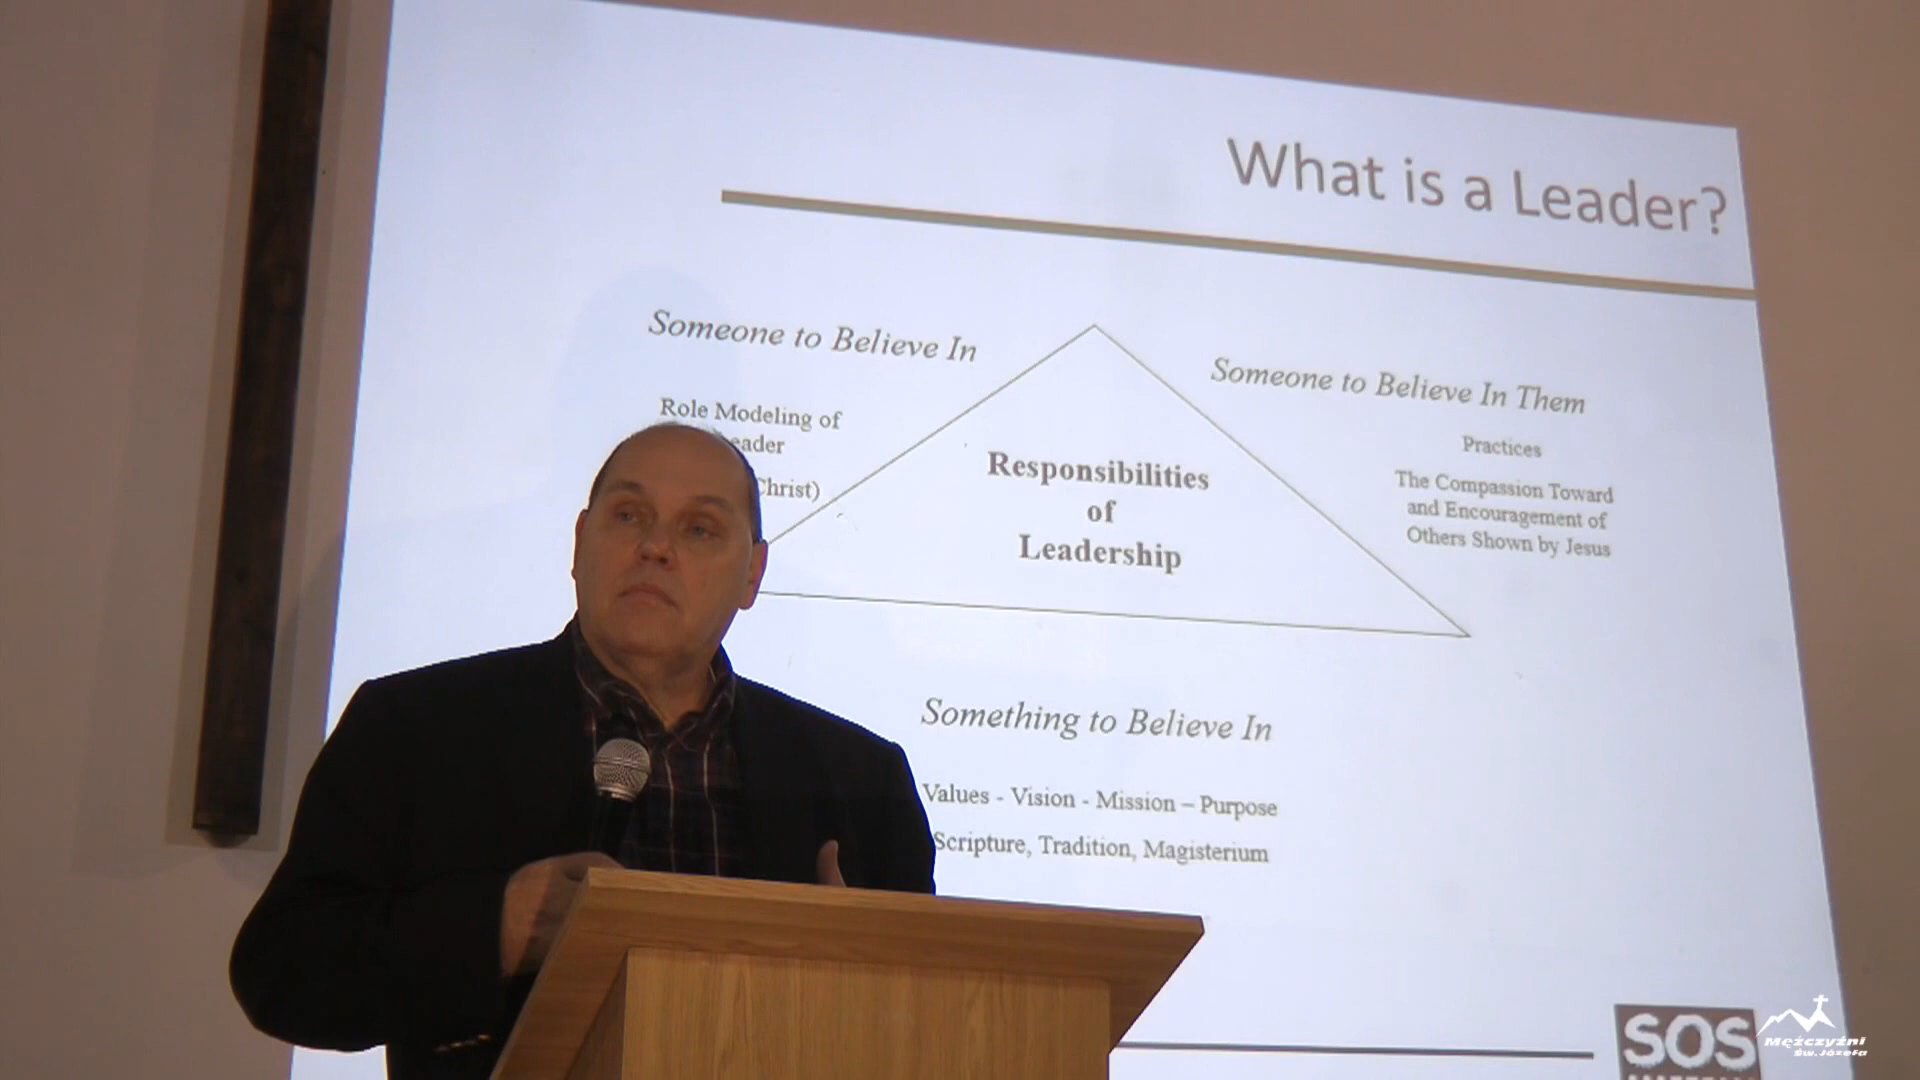 What is a Leader?
Someone to Believe In
Role Modeling of
Christ)
Someone to Believe In Them
Practices
The Compassion Toward
and Encouragement of
Others Shown by Jesus
Responsibilities
of
Leadership
Something to Believe In
Values - Vision - Mission – Purpose
Scripture, Tradition, Magisterium
SOS
Mężczyźni
Św. Józefa